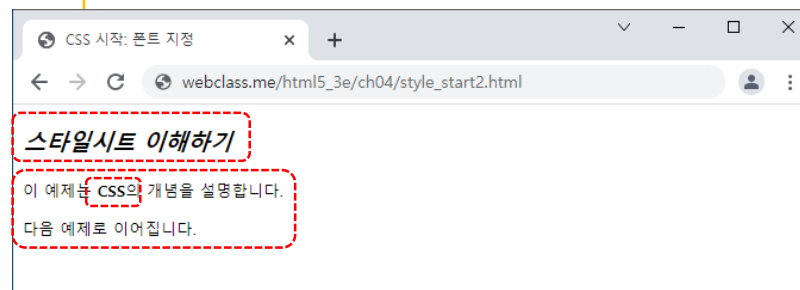 CSS 시작: 폰트 지정
webclass.me/html5_3e/ch04/style_start2.html
스타일시트 이해하기
이 예제는 CSS의 개념을 설명합니다.
다음 예제로 이어집니다.